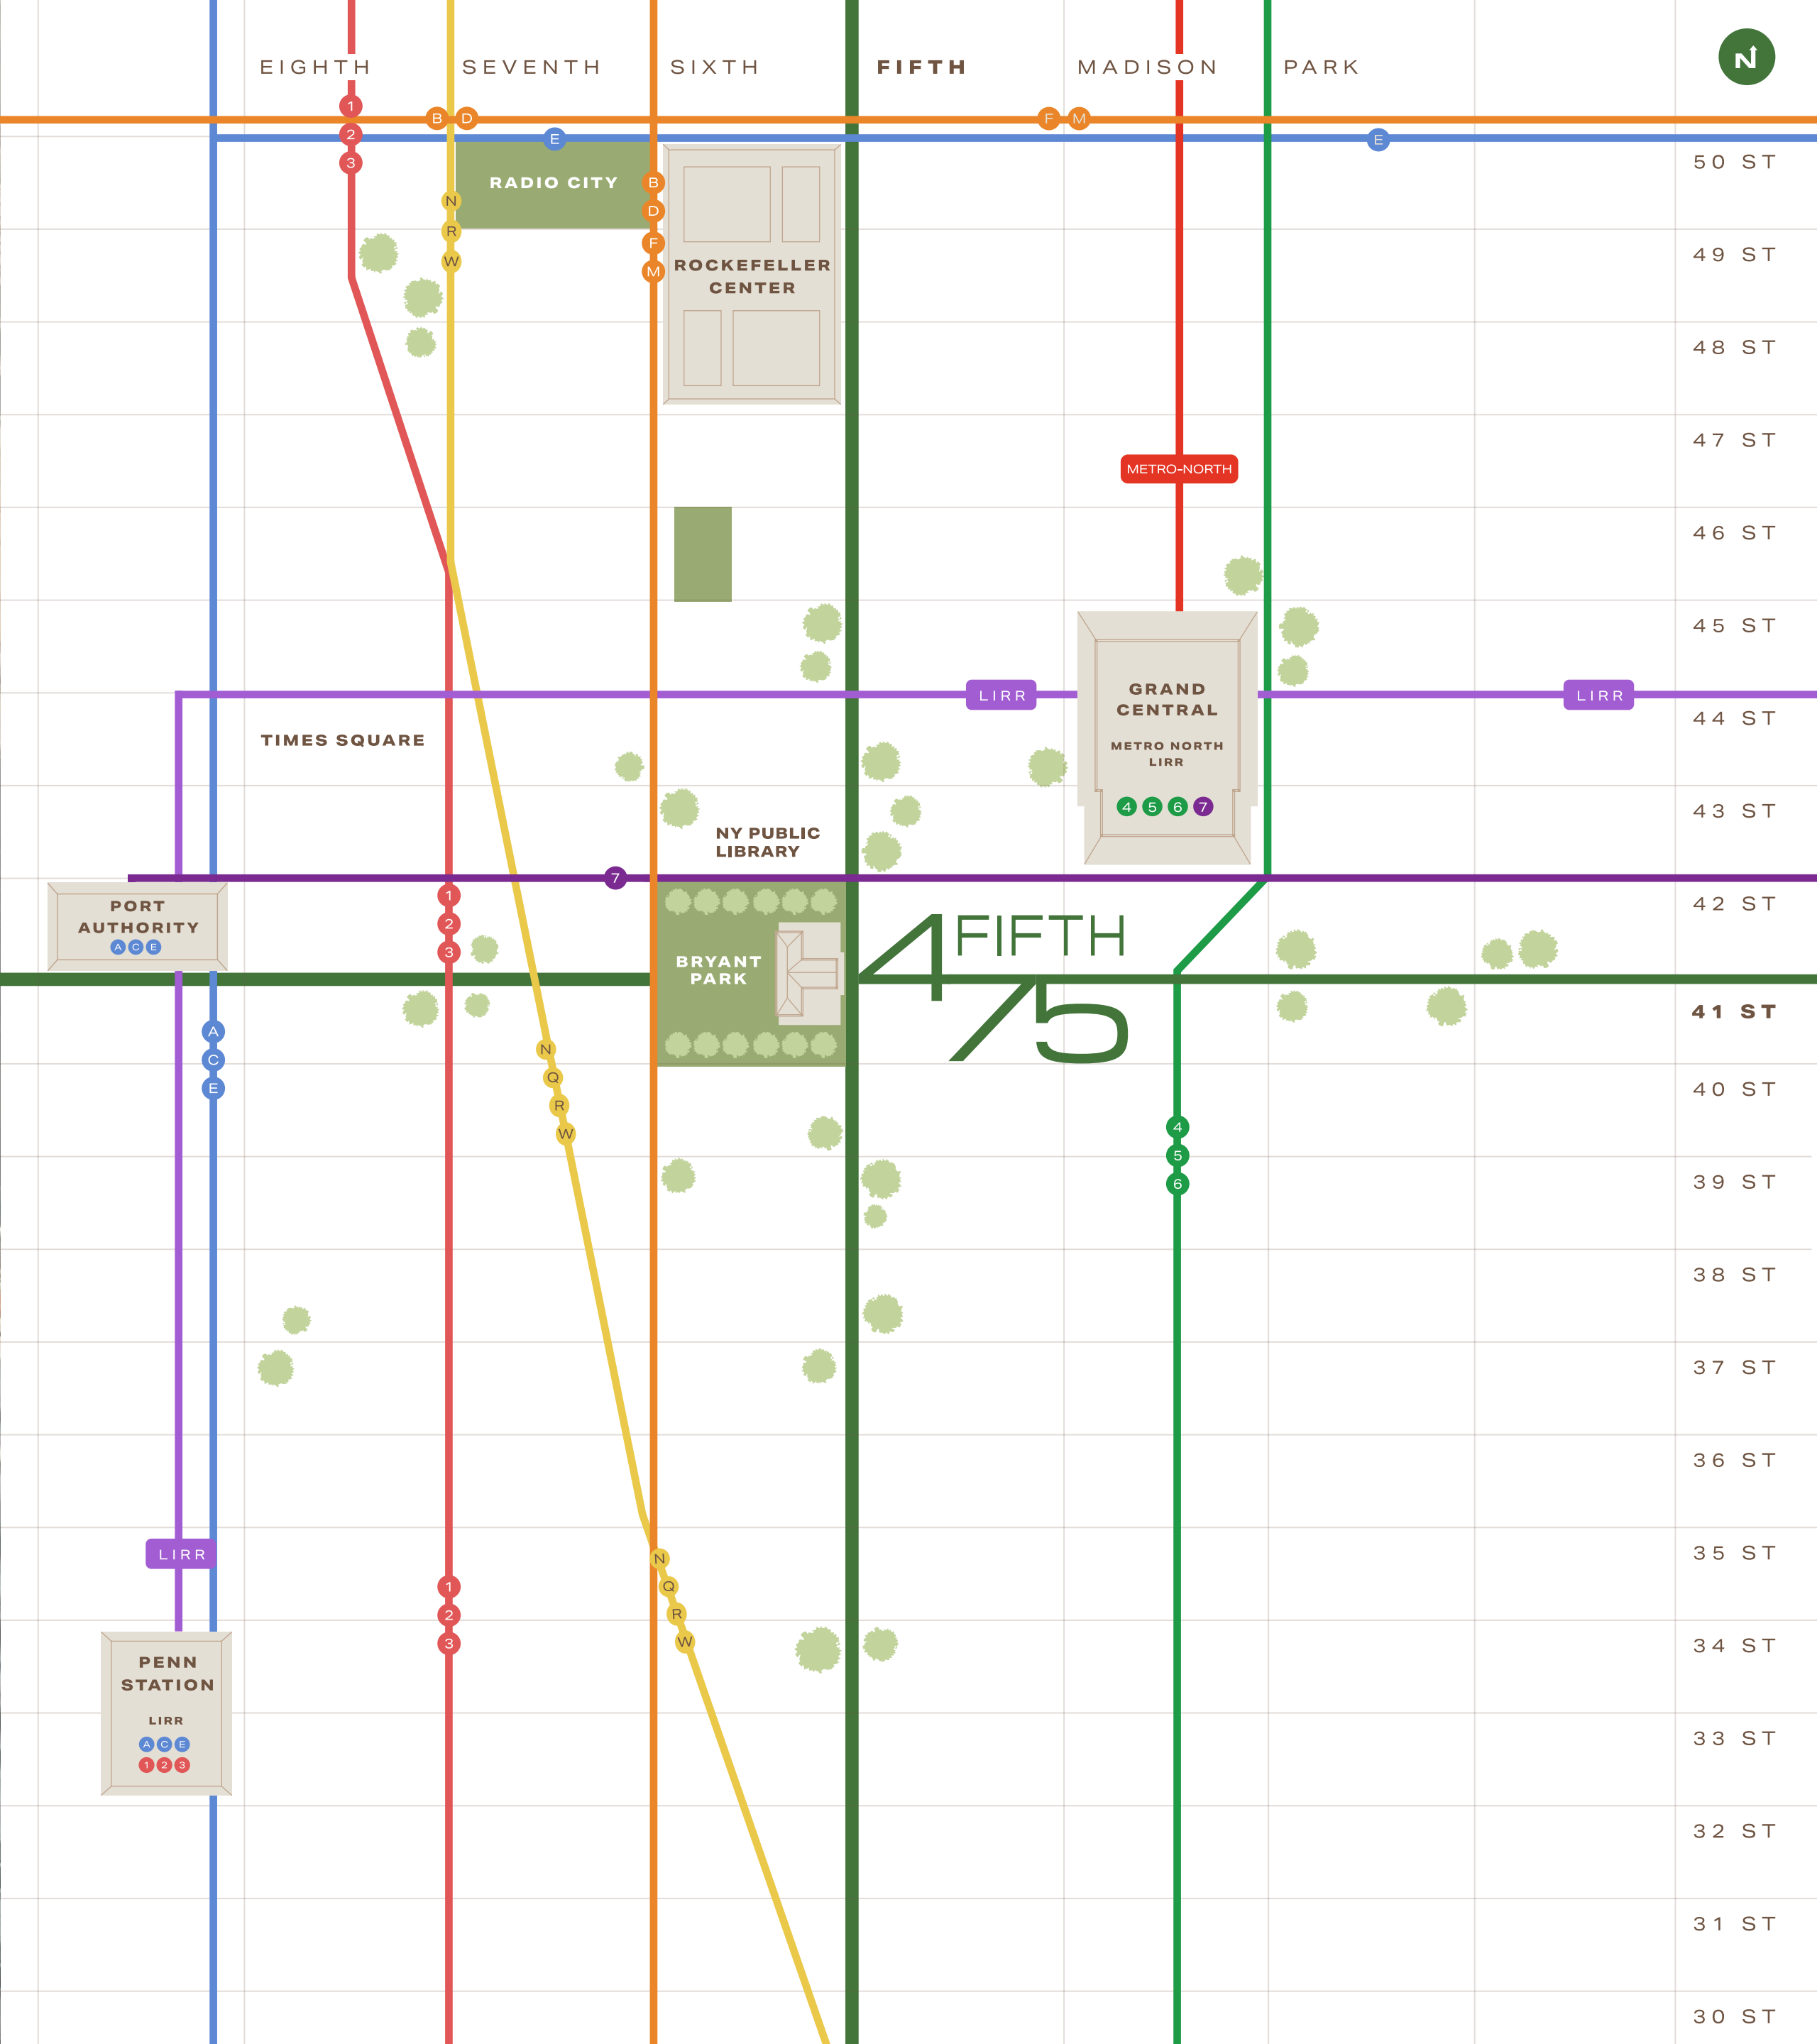 EIGHTH
SEVENTH
SIXTH
FIFTH
MADISON
PARK
N
1
2
3
B D
F M
E
E
50 ST
RADIO CITY
N
R
W
B
D
F
M
ROCKEFELLER
CENTER
49 ST
48 ST
47 ST
METRO-NORTH
46 ST
45 ST
LIRR
LIRR
GRAND
CENTRAL
METRO NORTH
LIRR
4 5 6 7
44 ST
TIMES SQUARE
43 ST
NY PUBLIC
LIBRARY
7
PORT
AUTHORITY
A C E
1
2
3
42 ST
BRYANT
PARK
4 FIFTH
75
41 ST
A
C
E
N
Q
R
W
40 ST
4
5
6
39 ST
38 ST
37 ST
36 ST
LIRR
35 ST
N
Q
R
W
1
2
3
34 ST
PENN
STATION
LIRR
A C E
1 2 3
33 ST
32 ST
31 ST
30 ST